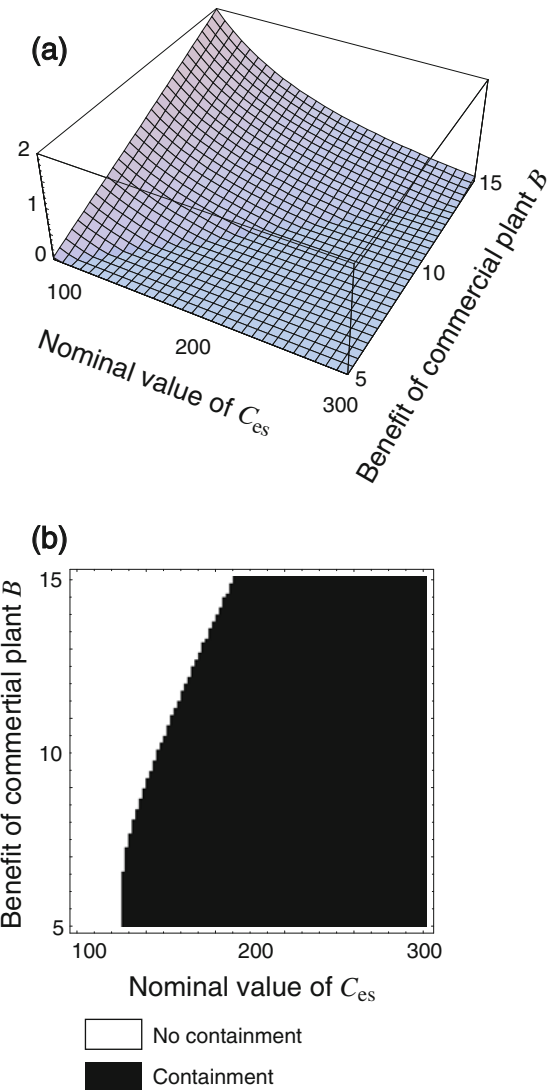 (a)
2
1
0
100
200
300
Nominal value of Ces
5
10
15
Benefit of commercial plant B
(b)
15
10
5
Benefit of commertial plant B
100
200
300
Nominal value of Ces
No containment
Containment